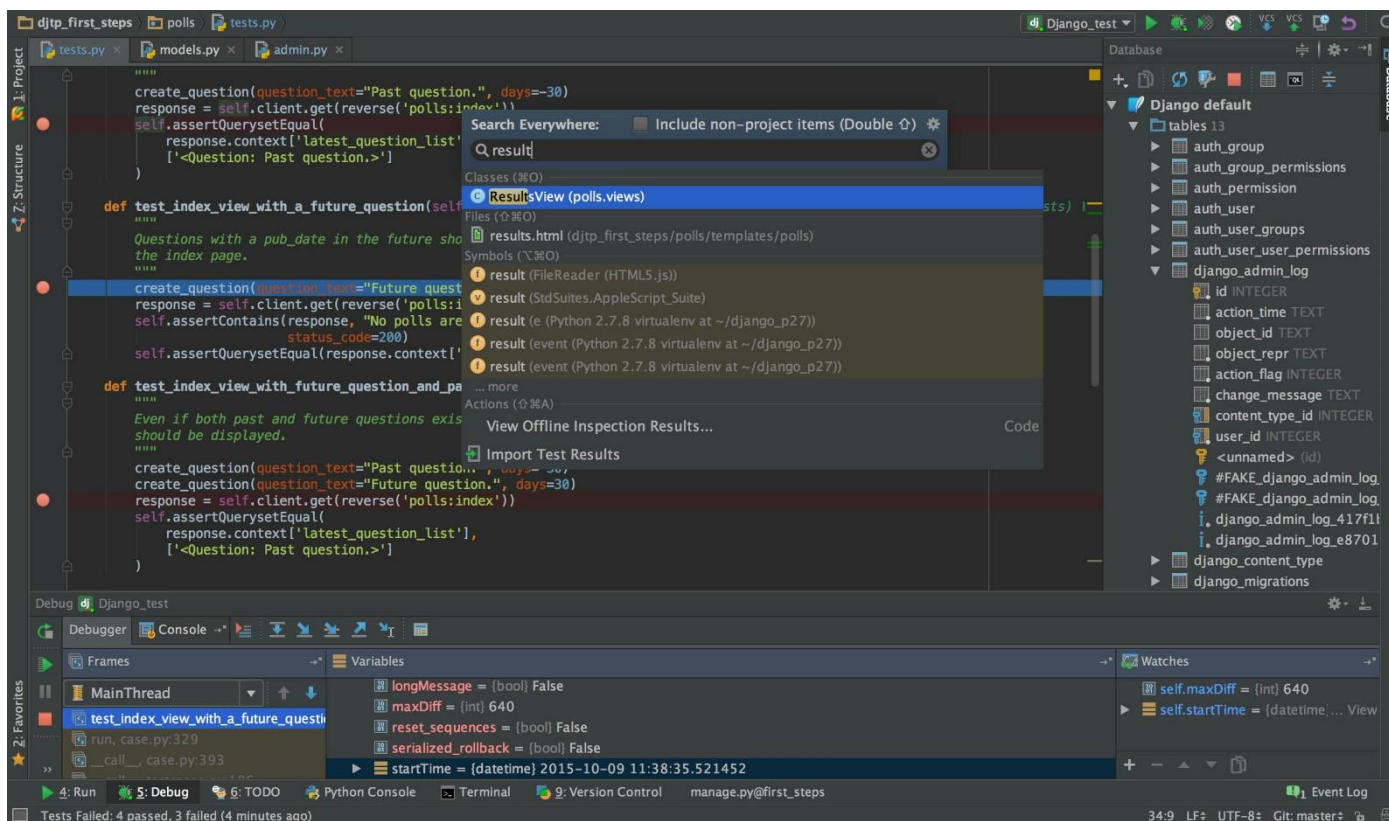 djtp_first_steps polls tests.py
Django_test
VCS VCS
tests.py models.py admin.py
Database
1: Project
Z: Structure
2: Favorites
"""
create_question(question_text="Past question.", days=-30)
response = self.client.get(reverse('polls:index'))
self.assertQuerysetEqual(
response.context['latest_question_list'
['<Question: Past question.>']
)
def test_index_view_with_a_future_question(self
sts)
"""
Questions with a pub_date in the future sho
the index page.
"""
create_question(question_text="Future quest
response = self.client.get(reverse('polls:i
self.assertContains(response, "No polls are
status_code=200)
self.assertQuerysetEqual(response.context['
def test_index_view_with_future_question_and_pa
"""
Even if both past and future questions exis
should be displayed.
"""
create_question(question_text="Past question.", days=-30)
create_question(question_text="Future question.", days=30)
response = self.client.get(reverse('polls:index'))
self.assertQuerysetEqual(
response.context['latest_question_list'],
['<Question: Past question.>']
)
Search Everywhere: Include non-project items (Double ⇧)
result
Classes (⌘O)
ResultsView (polls.views)
Files (⇧⌘O)
results.html (djtp_first_steps/polls/templates/polls)
Symbols (⌥⌘O)
result (FileReader (HTML5.js))
result (StdSuites.AppleScript_Suite)
result (e (Python 2.7.8 virtualenv at ~/django_p27))
result (event (Python 2.7.8 virtualenv at ~/django_p27))
result (event (Python 2.7.8 virtualenv at ~/django_p27))
... more
Actions (⇧⌘A)
View Offline Inspection Results... Code
Import Test Results
Django default
tables 13
auth_group
auth_group_permissions
auth_permission
auth_user
auth_user_groups
auth_user_user_permissions
django_admin_log
id INTEGER
action_time TEXT
object_id TEXT
object_repr TEXT
action_flag INTEGER
change_message TEXT
content_type_id INTEGER
user_id INTEGER
<unnamed> (id)
#FAKE_django_admin_log_
#FAKE_django_admin_log_
django_admin_log_417f1
django_admin_log_e8701
django_content_type
django_migrations
Debug Django_test
Debugger Console
Frames
MainThread
test_index_view_with_a_future_questi
run, case.py:329
__call__, case.py:393
Variables
longMessage = {bool} False
maxDiff = {int} 640
reset_sequences = {bool} False
serialized_rollback = {bool} False
startTime = {datetime} 2015-10-09 11:38:35.521452
Watches
self.maxDiff = {int} 640
self.startTime = {datetime}... View
4: Run 5: Debug 6: TODO Python Console Terminal 9: Version Control manage.py@first_steps 1 Event Log
Tests Failed: 4 passed, 3 failed (4 minutes ago) 34:9 LF UTF-8 Git: master